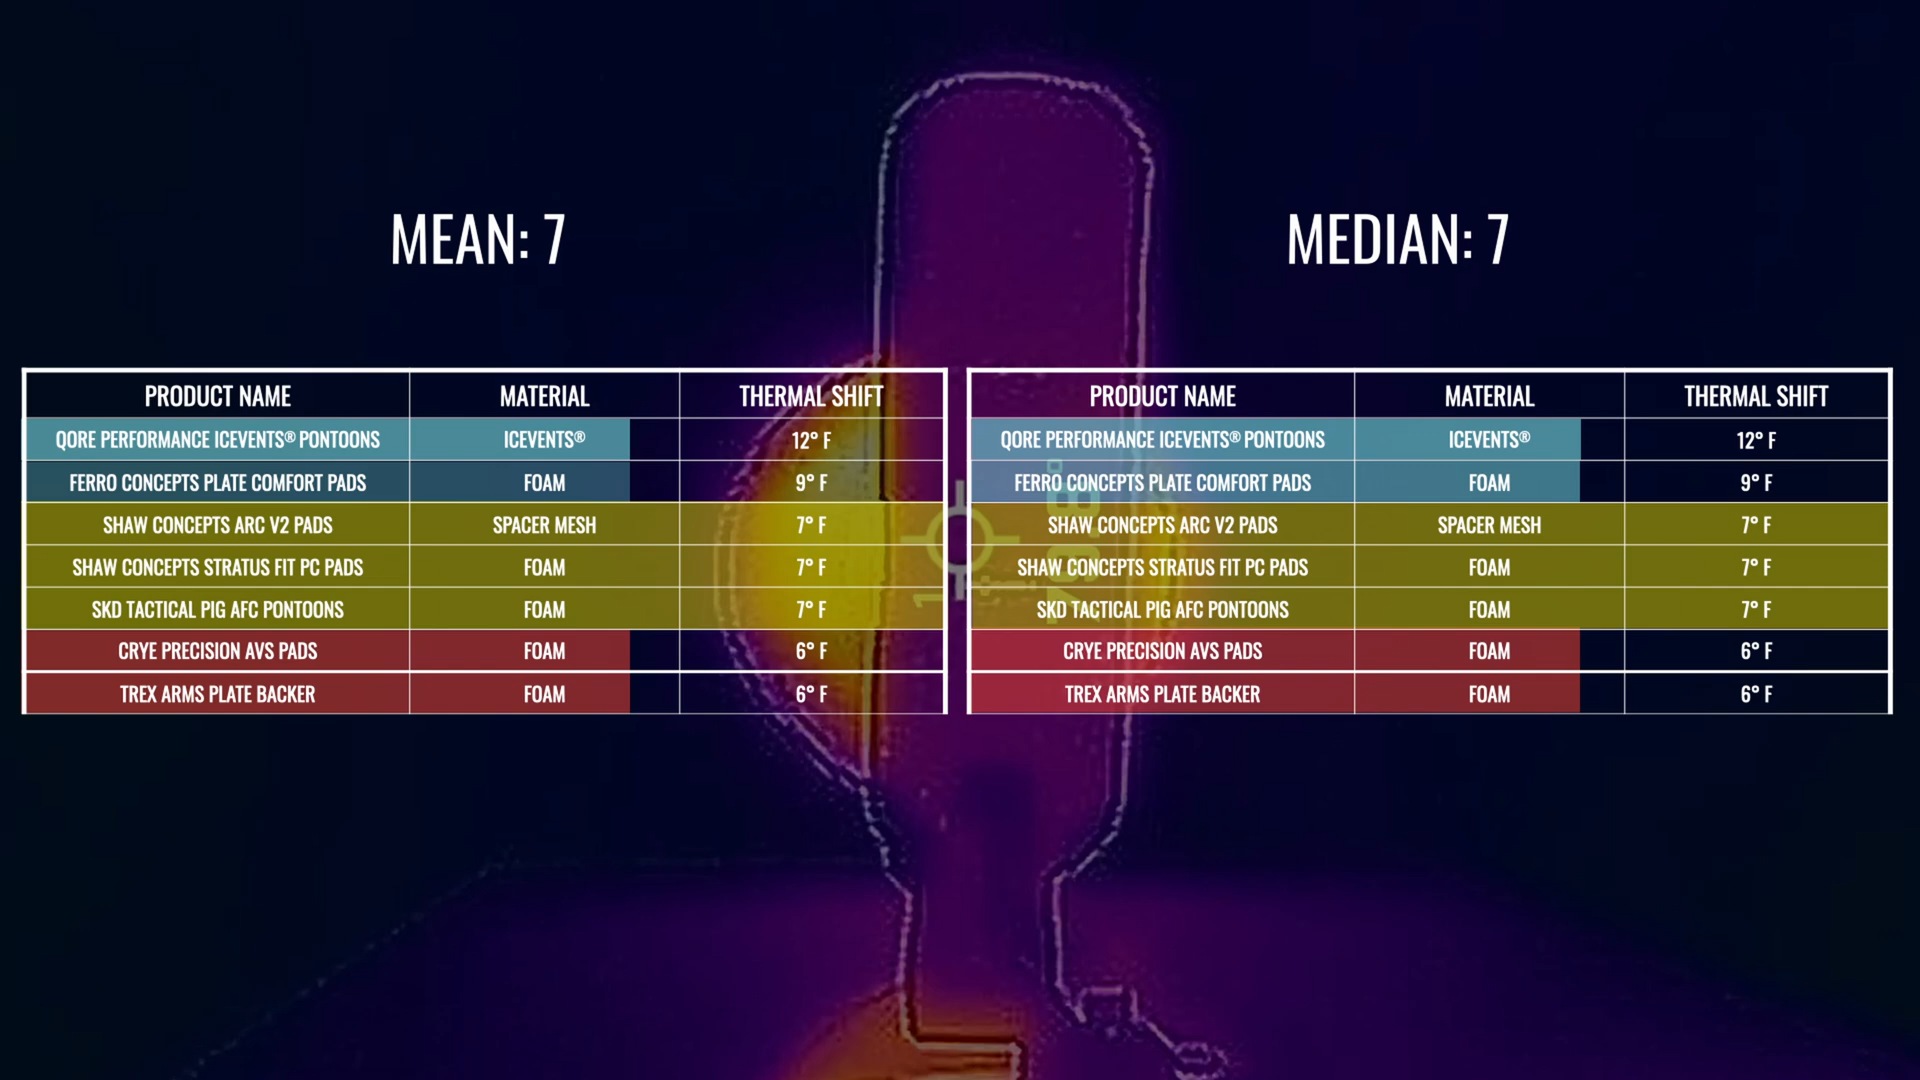 MEAN: 7
PRODUCT NAME MATERIAL THERMAL SHIFT
QORE PERFORMANCE ICEVENTS® PONTOONS ICEVENTS® 12° F
FERRO CONCEPTS PLATE COMFORT PADS FOAM 9° F
SHAW CONCEPTS ARC V2 PADS SPACER MESH 7° F
SHAW CONCEPTS STRATUS FIT PC PADS FOAM 7° F
SKD TACTICAL PIG AFC PONTOONS FOAM 7° F
CRYE PRECISION AVS PADS FOAM 6° F
TREX ARMS PLATE BACKER FOAM 6° F
MEDIAN: 7
PRODUCT NAME MATERIAL THERMAL SHIFT
QORE PERFORMANCE ICEVENTS® PONTOONS ICEVENTS® 12° F
FERRO CONCEPTS PLATE COMFORT PADS FOAM 9° F
SHAW CONCEPTS ARC V2 PADS SPACER MESH 7° F
SHAW CONCEPTS STRATUS FIT PC PADS FOAM 7° F
SKD TACTICAL PIG AFC PONTOONS FOAM 7° F
CRYE PRECISION AVS PADS FOAM 6° F
TREX ARMS PLATE BACKER FOAM 6° F
79.8°